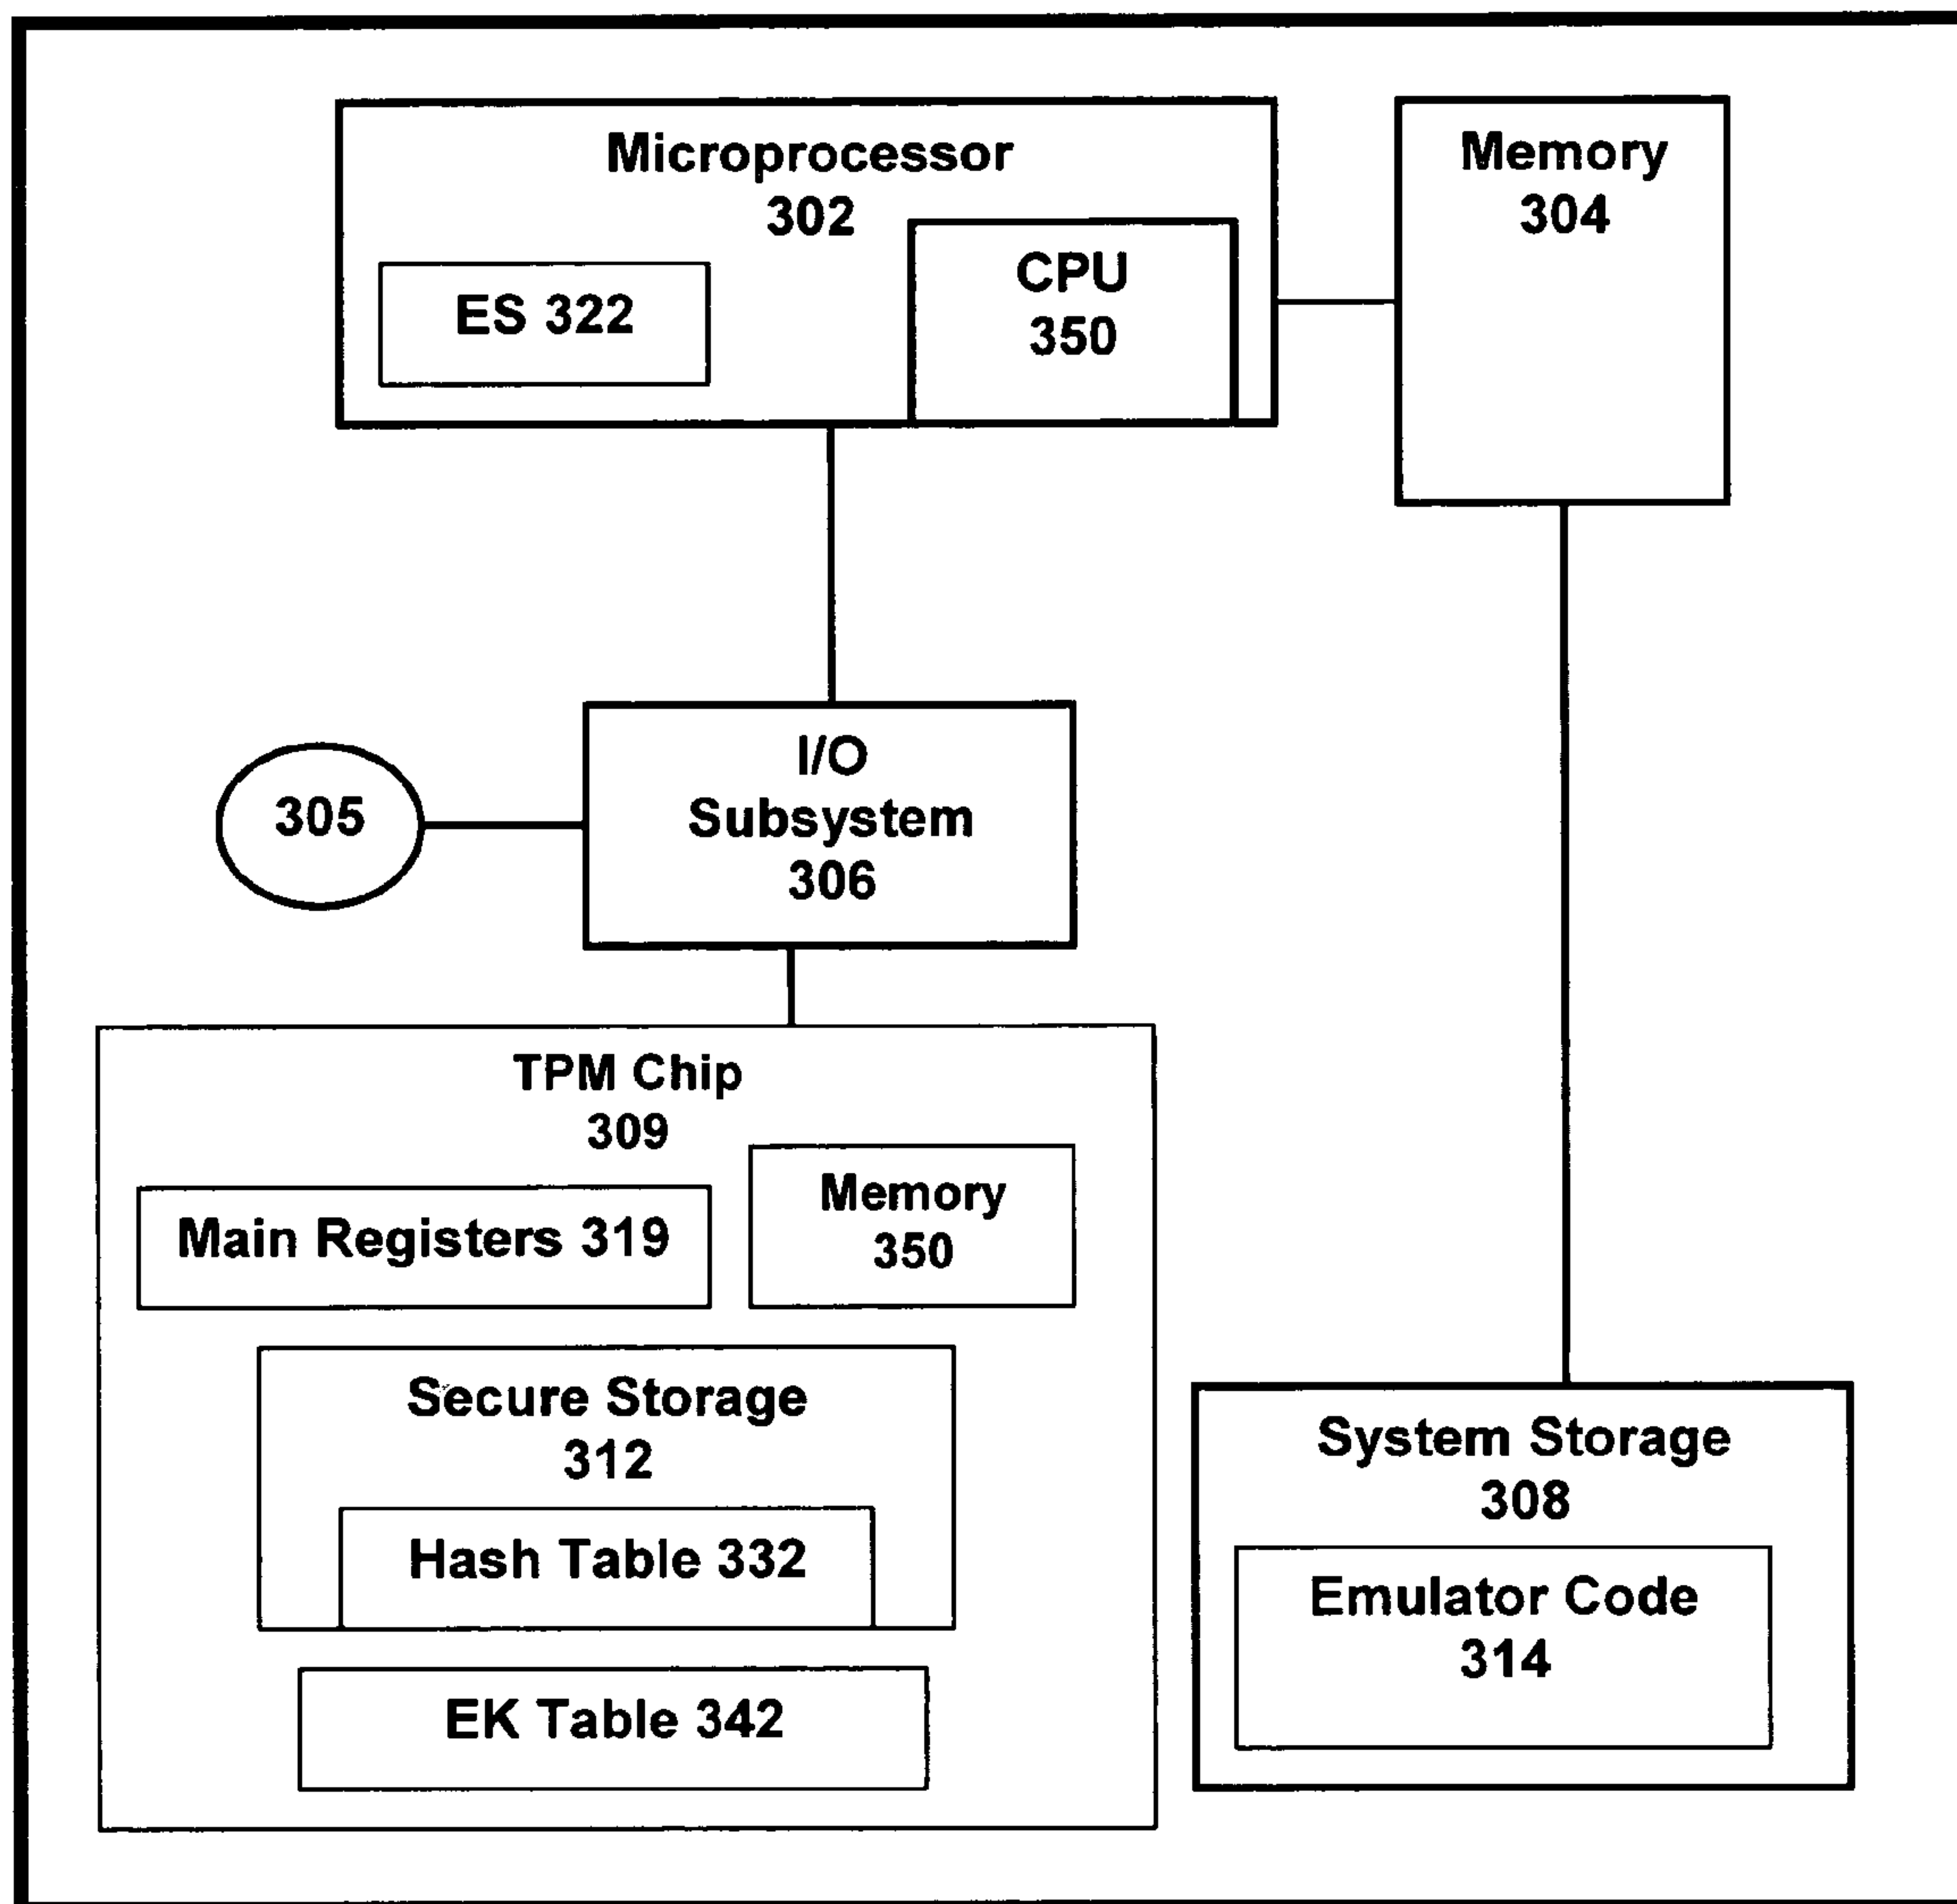 Microprocessor
302
ES 322
CPU
350
Memory
304
305
I/O
Subsystem
306
TPM Chip
309
Main Registers 319
Memory
350
Secure Storage
312
Hash Table 332
EK Table 342
System Storage
308
Emulator Code
314